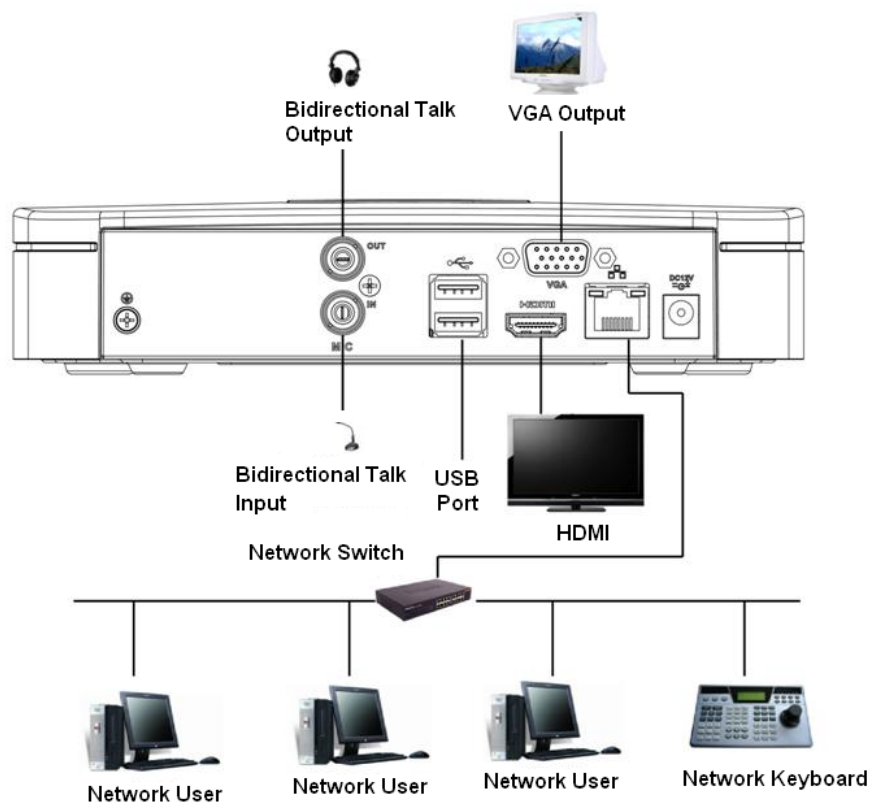 Bidirectional Talk
Output
VGA Output
OUT
IN
MIC
VGA
HDMI
DC12V
Bidirectional Talk
Input
USB
Port
HDMI
Network Switch
Network User
Network User
Network User
Network Keyboard